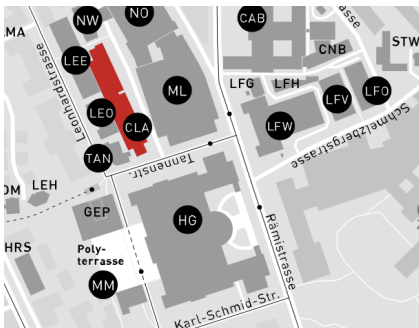 NW
NO
CAB
LMA
Leonhardstrasse
LEE
CNB
STW
ML
LFG
LFH
LFV
LFO
LEO
CLA
LFW
Schmelzbergstrasse
TAN
Tannenstr.
LEH
OM
GEP
HG
HRS
Poly-
terrasse
Rämistrasse
MM
Karl-Schmid-Str.